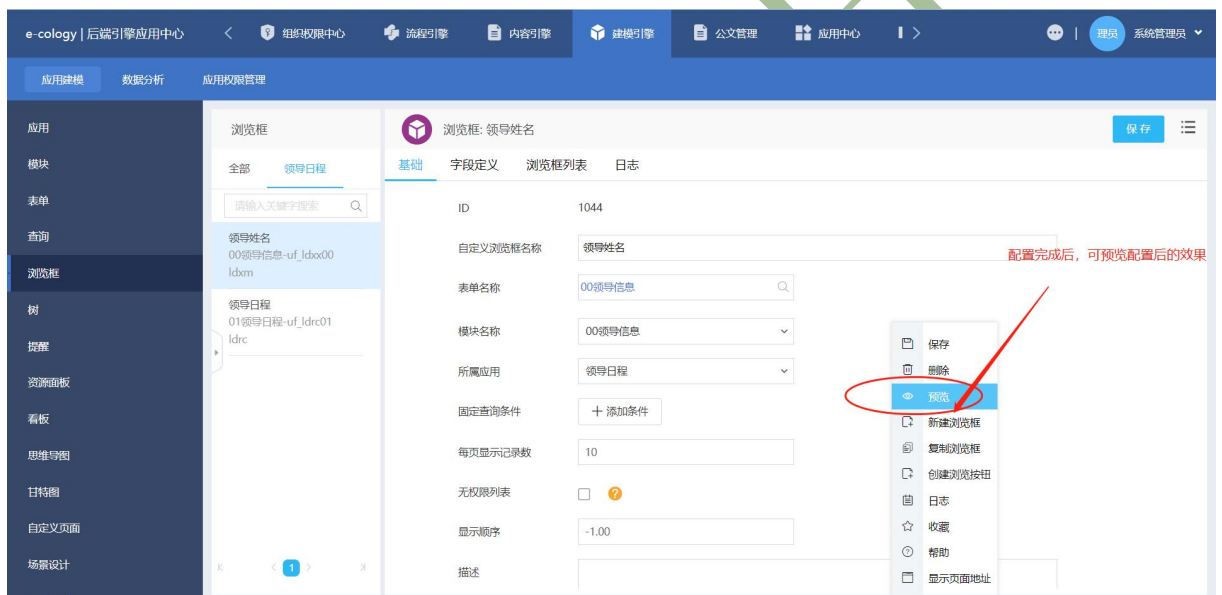 e-cology | 后端引擎应用中心
组织权限中心
流程引擎
内容引擎
建模引擎
公文管理
应用中心
理员
系统管理员
应用建模
数据分析
应用权限管理
应用
模块
表单
查询
浏览框
树
提醒
资源面板
看板
思维导图
甘特图
自定义页面
场景设计
浏览框
全部
领导日程
请输入关键字搜索
领导姓名
00领导信息-uf_ldxx00
ldxm
领导日程
01领导日程-uf_ldrc01
ldrc
1
浏览框: 领导姓名
保存
基础
字段定义
浏览框列表
日志
ID
1044
自定义浏览框名称
领导姓名
配置完成后，可预览配置后的效果
表单名称
00领导信息
模块名称
00领导信息
所属应用
领导日程
固定查询条件
添加条件
每页显示记录数
10
无权限列表
显示顺序
-1.00
描述
保存
删除
预览
新建浏览框
复制浏览框
创建浏览按钮
日志
收藏
帮助
显示页面地址